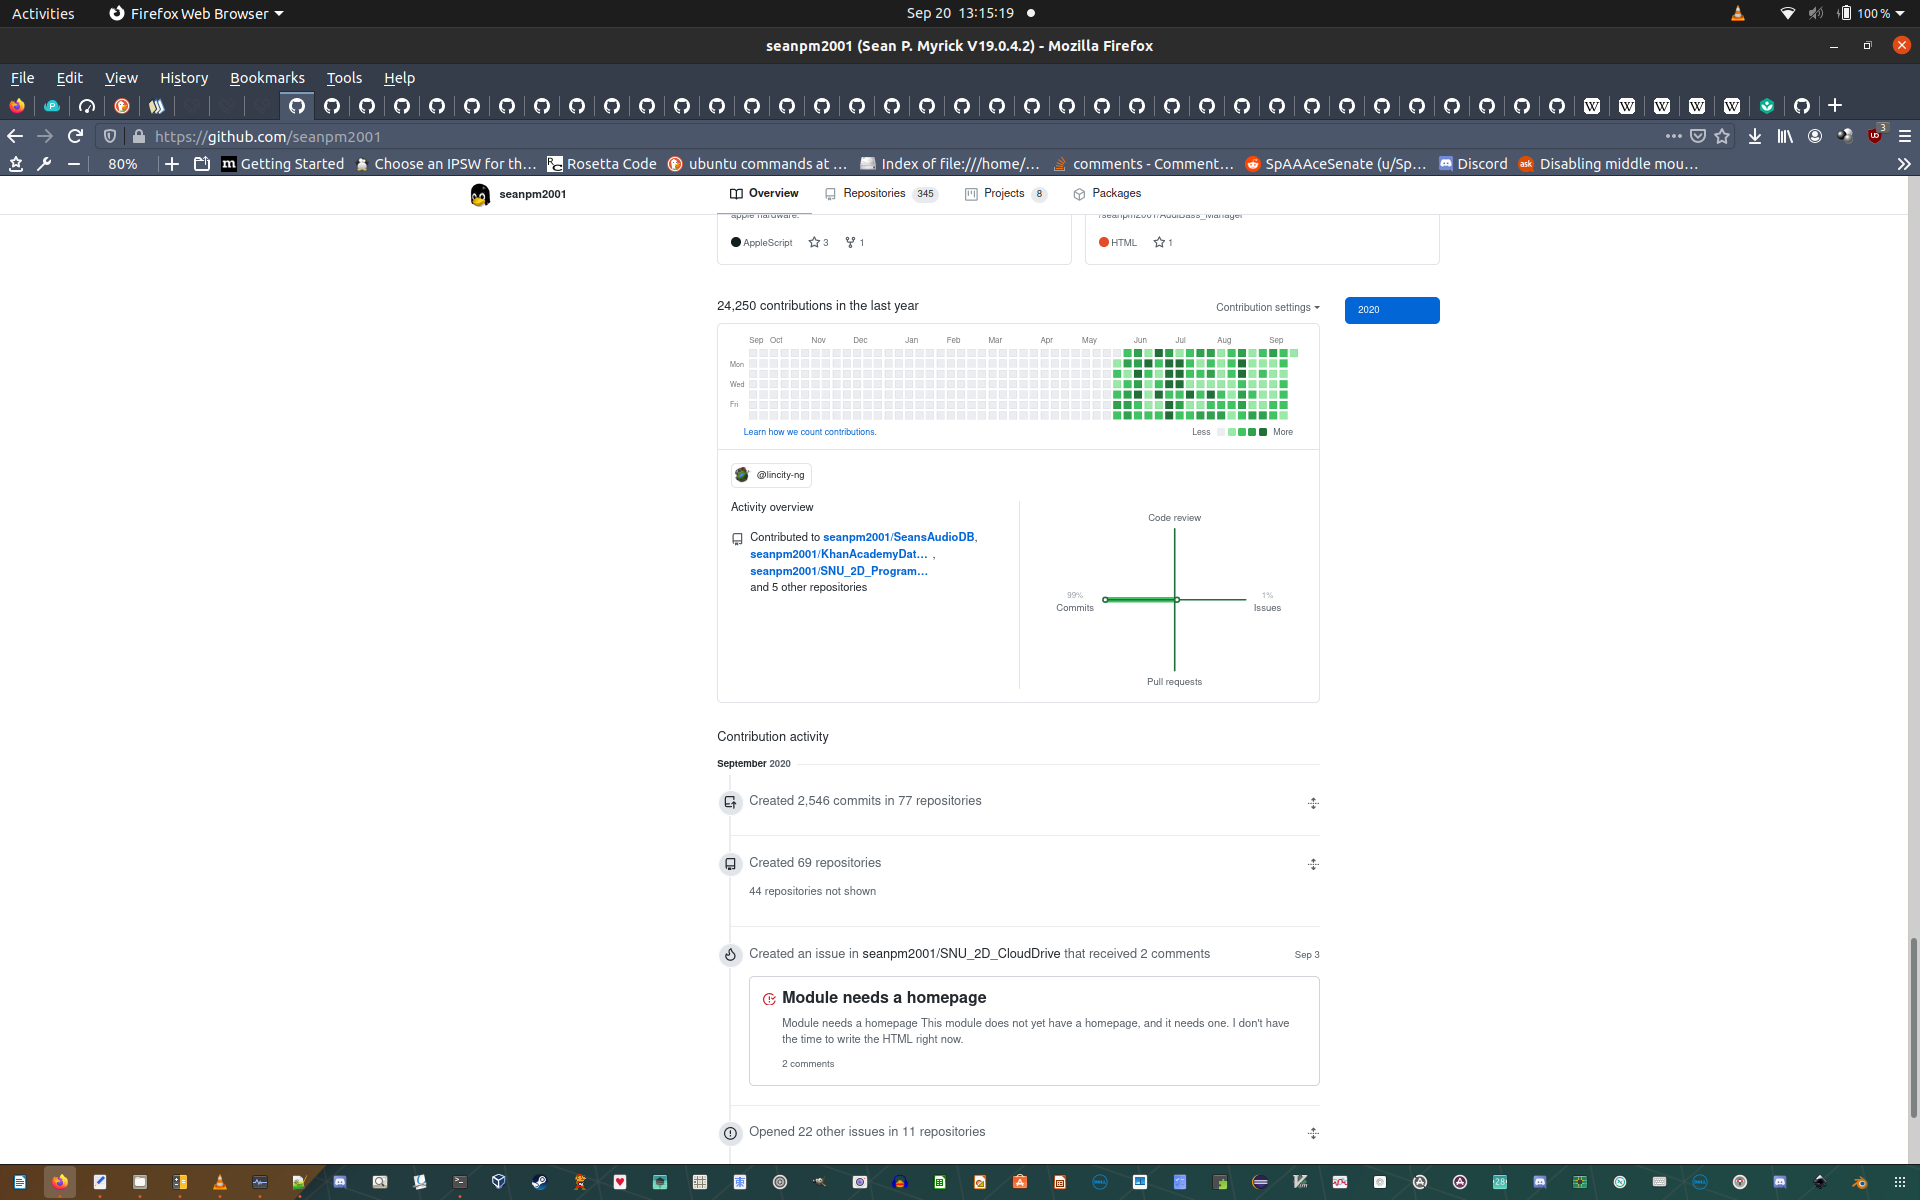 Activities
Firefox Web Browser
Sep 20 13:15:19
100 %
seanpm2001 (Sean P. Myrick V19.0.4.2) - Mozilla Firefox
File Edit View History Bookmarks Tools Help
https://github.com/seanpm2001
3
80%
Getting Started
Choose an IPSW for th…
Rosetta Code
ubuntu commands at …
Index of file:///home/…
comments - Comment…
SpAAAceSenate (u/Sp…
Discord
Disabling middle mou…
seanpm2001
Overview
Repositories 345
Projects 8
Packages
apple hardware.
/seanpm2001/AudiBass_Manager
AppleScript 3 1
HTML 1
24,250 contributions in the last year
Contribution settings
2020
Sep Oct Nov Dec Jan Feb Mar Apr May Jun Jul Aug Sep
Mon
Wed
Fri
Learn how we count contributions.
Less More
@lincity-ng
Activity overview
Contributed to seanpm2001/SeansAudioDB,
seanpm2001/KhanAcademyDat… ,
seanpm2001/SNU_2D_Program…
and 5 other repositories
Code review
99%
Commits
1%
Issues
Pull requests
Contribution activity
September 2020
Created 2,546 commits in 77 repositories
Created 69 repositories
44 repositories not shown
Created an issue in seanpm2001/SNU_2D_CloudDrive that received 2 comments
Sep 3
Module needs a homepage
Module needs a homepage This module does not yet have a homepage, and it needs one. I don't have
the time to write the HTML right now.
2 comments
Opened 22 other issues in 11 repositories